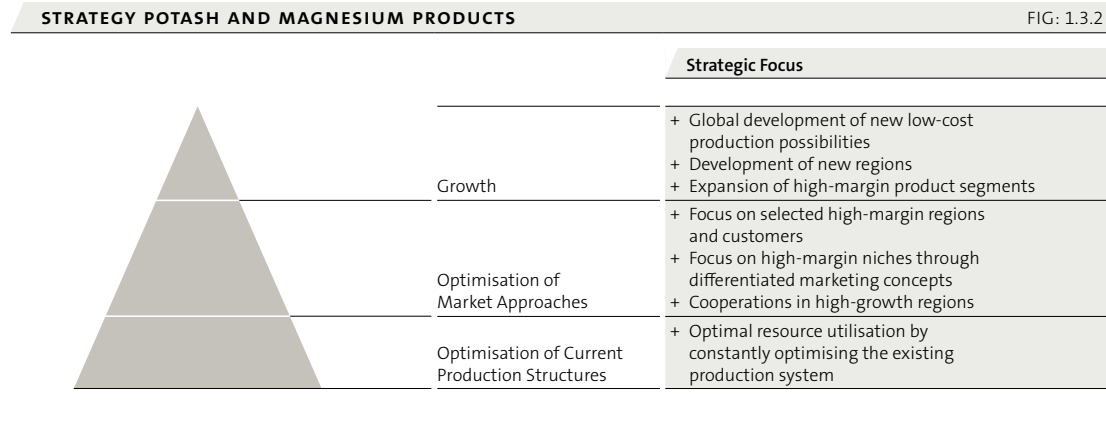 STRATEGY POTASH AND MAGNESIUM PRODUCTS
FIG: 1.3.2
Strategic Focus
Growth
+ Global development of new low-cost
production possibilities
+ Development of new regions
+ Expansion of high-margin product segments
Optimisation of
Market Approaches
+ Focus on selected high-margin regions
and customers
+ Focus on high-margin niches through
differentiated marketing concepts
+ Cooperations in high-growth regions
Optimisation of Current
Production Structures
+ Optimal resource utilisation by
constantly optimising the existing
production system